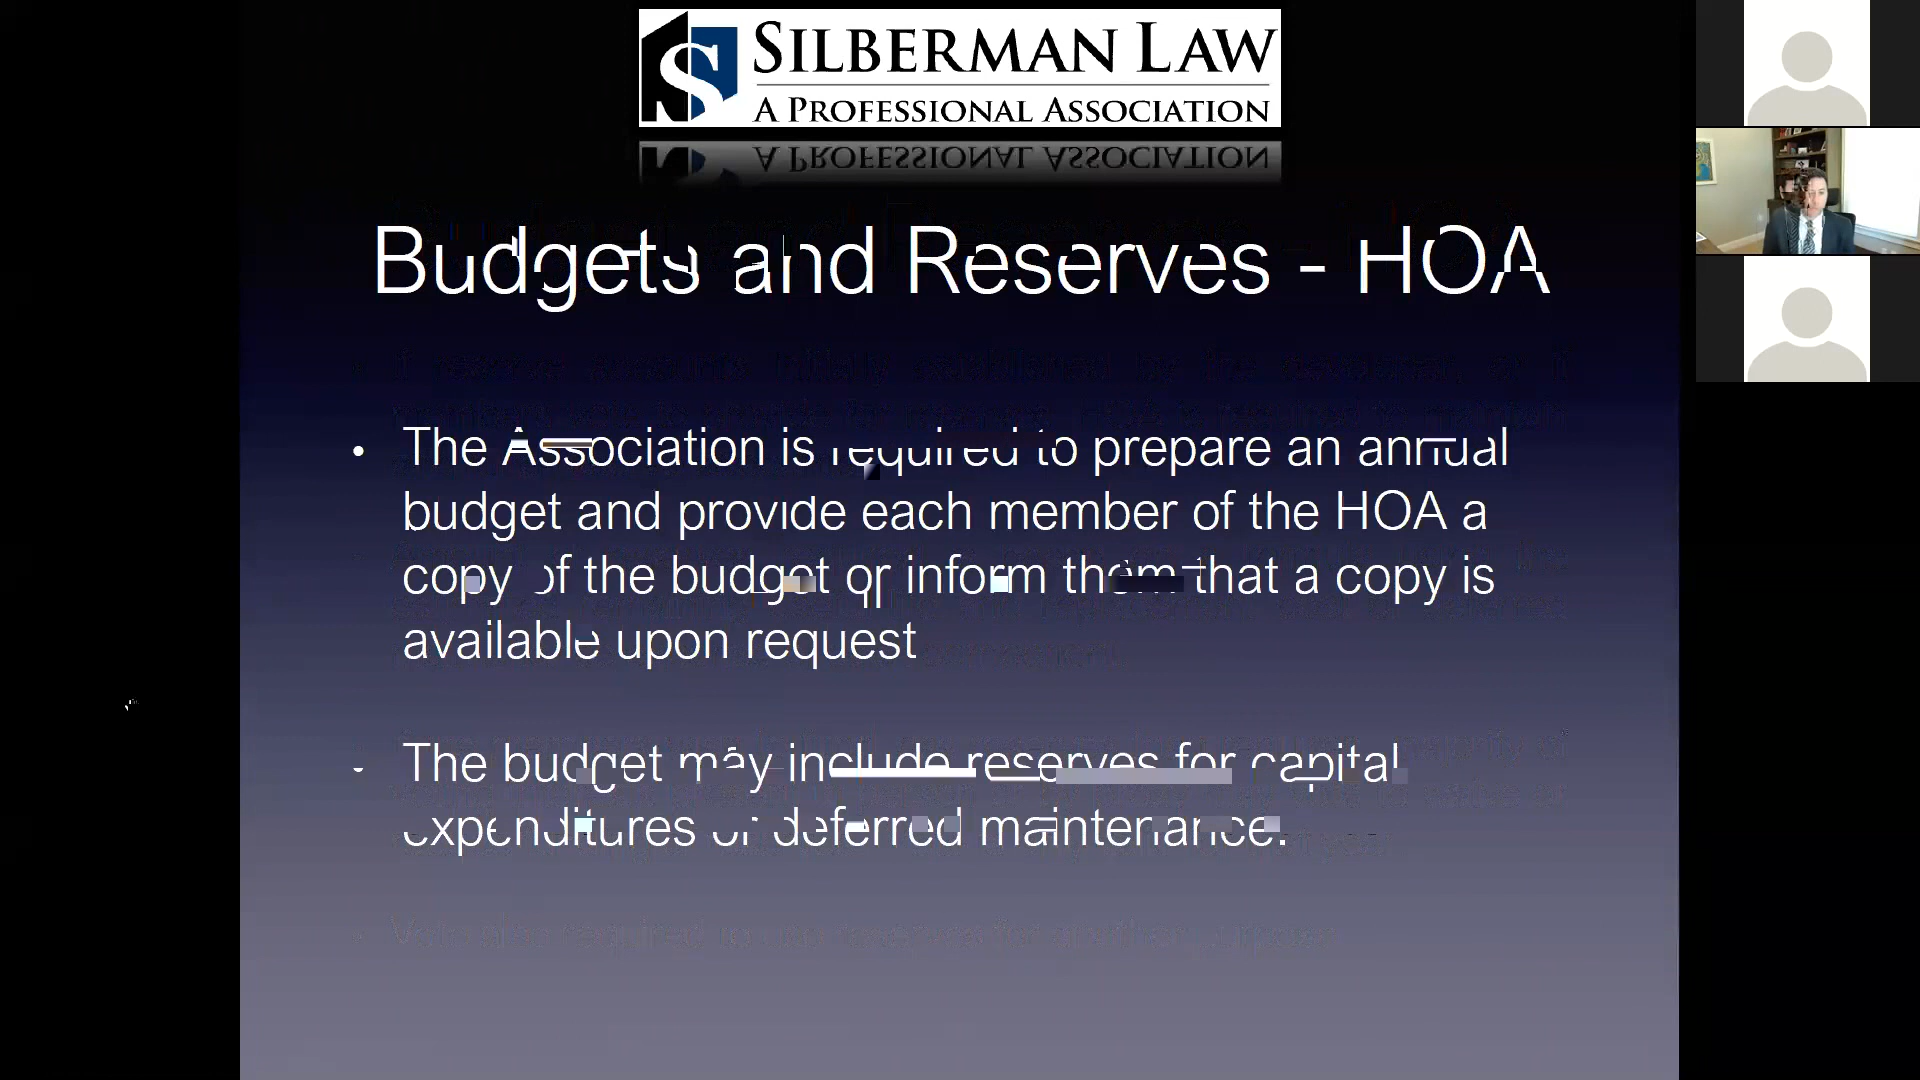 SILBERMAN LAW
A PROFESSIONAL ASSOCIATION
Budgets and Reserves - HOA
• The Association is required to prepare an annual
budget and provide each member of the HOA a
copy of the budget or inform them that a copy is
available upon request
• The budget may include reserves for capital
expenditures or deferred maintenance.